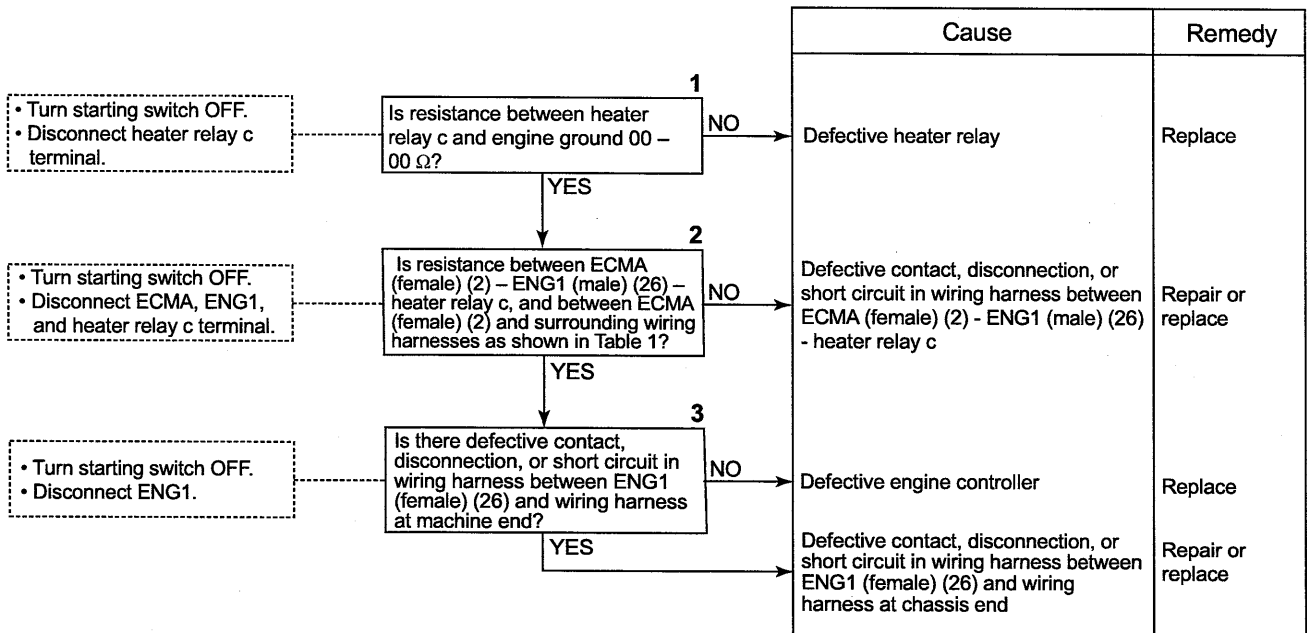 Cause
Remedy
• Turn starting switch OFF.
• Disconnect heater relay c
terminal.
1
Is resistance between heater
relay c and engine ground 00 –
00 Ω?
NO
Defective heater relay
Replace
YES
• Turn starting switch OFF.
• Disconnect ECMA, ENG1,
and heater relay c terminal.
2
Is resistance between ECMA
(female) (2) – ENG1 (male) (26) –
heater relay c, and between ECMA
(female) (2) and surrounding wiring
harnesses as shown in Table 1?
NO
Defective contact, disconnection, or
short circuit in wiring harness between
ECMA (female) (2) - ENG1 (male) (26)
- heater relay c
Repair or
replace
YES
• Turn starting switch OFF.
• Disconnect ENG1.
3
Is there defective contact,
disconnection, or short circuit in
wiring harness between ENG1
(female) (26) and wiring harness
at machine end?
NO
Defective engine controller
Replace
YES
Defective contact, disconnection, or
short circuit in wiring harness between
ENG1 (female) (26) and wiring
harness at chassis end
Repair or
replace